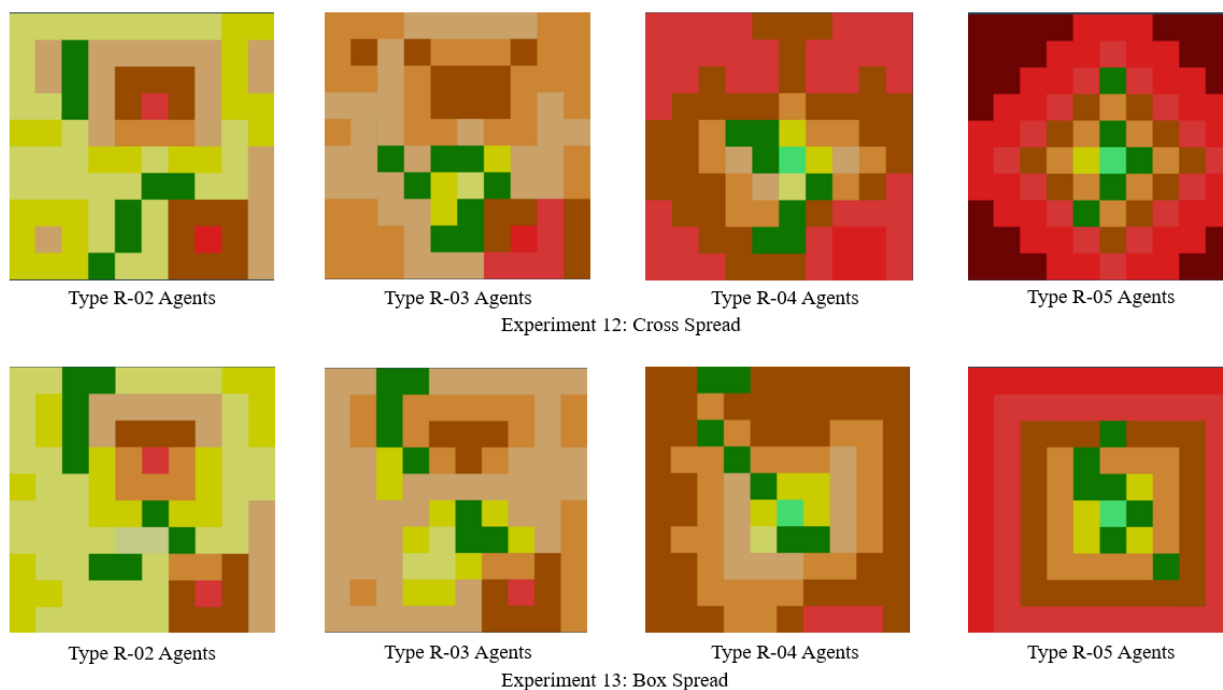 Type R-02 Agents
Type R-03 Agents
Type R-04 Agents
Type R-05 Agents
Experiment 12: Cross Spread
Type R-02 Agents
Type R-03 Agents
Type R-04 Agents
Type R-05 Agents
Experiment 13: Box Spread